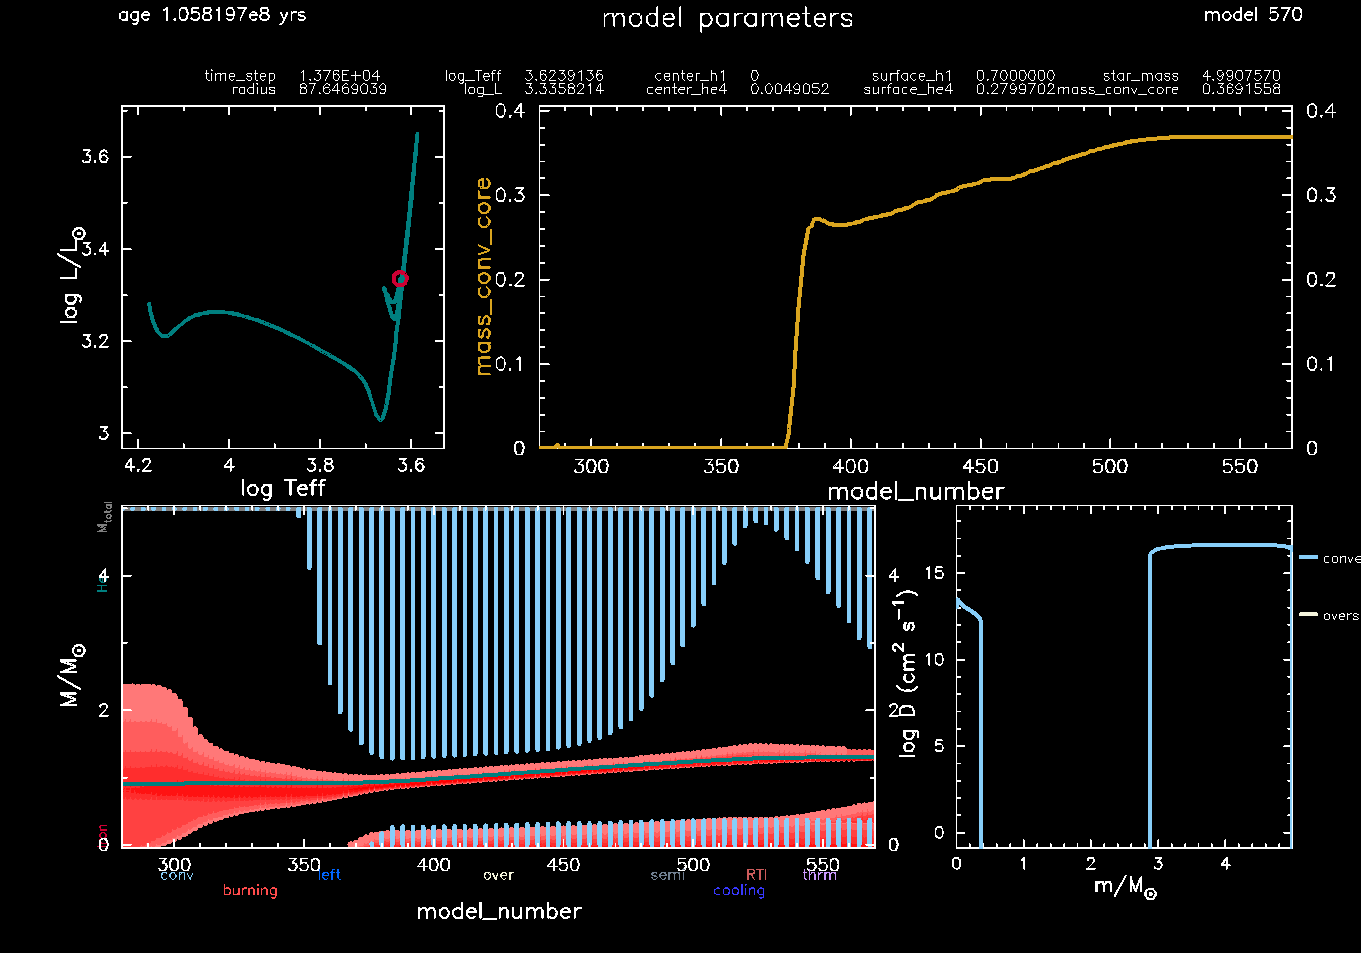 age 1.058197e8 yrs model parameters model 570
time_step 1.376E+04 log_Teff 3.6239136 center_h1 0 surface_h1 0.7000000 star_mass 4.9907570
radius 87.6469039 log_L 3.3358214 center_he4 0.0049052 surface_he4 0.2799702 mass_conv_core 0.3691558
log L/L⊙
3.6
3.4
3.2
3
4.2 4 3.8 3.6
log Teff
mass_conv_core
0.4 0.4
0.3 0.3
0.2 0.2
0.1 0.1
0 0
300 350 400 450 500 550
model_number
Mtotal
He
M/M⊙
4 4
2 2
0 0
300 350 400 450 500 550
conv left over semi RTI thrm
burning cooling
model_number
log D (cm² s⁻¹)
15
10
5
0
0 1 2 3 4
m/M⊙
conve
overs